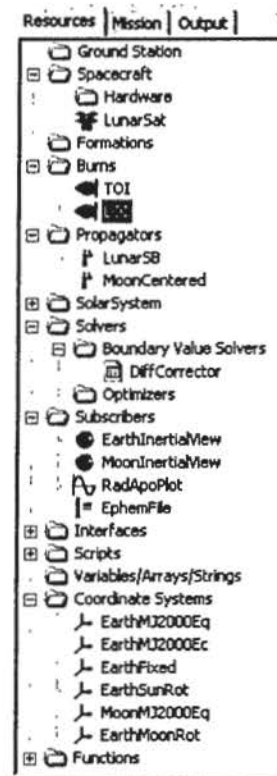 Resources Mission Output
Ground Station
Spacecraft
Hardware
LunarSat
Formations
Burns
TOI
Propagators
LunarSB
MoonCentered
SolarSystem
Solvers
Boundary Value Solvers
DiffCorrector
Optimizers
Subscribers
EarthInertialView
MoonInertialView
RadApoPlot
EphemFile
Interfaces
Scripts
Variables/Arrays/Strings
Coordinate Systems
EarthMJ2000Eq
EarthMJ2000Ec
EarthFixed
EarthSunRot
MoonMJ2000Eq
EarthMoonRot
Functions